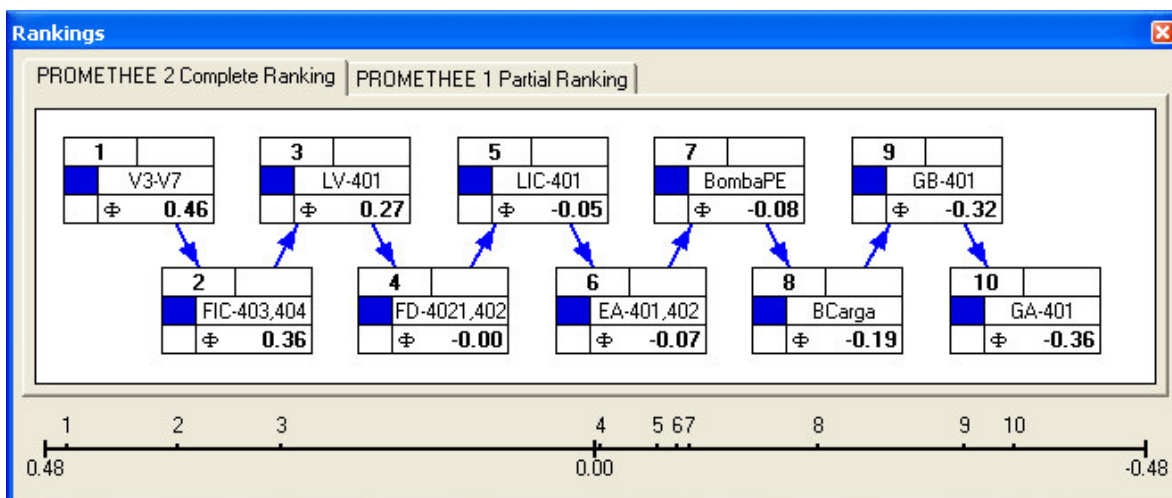 Rankings
PROMETHEE 2 Complete Ranking PROMETHEE 1 Partial Ranking
1 3 5 7 9
V3-V7 LV-401 LIC-401 BombaPE GB-401
Φ 0.46 Φ 0.27 Φ -0.05 Φ -0.08 Φ -0.32
2 4 6 8 10
FIC-403,404 FD-4021,402 EA-401,402 BCarga GA-401
Φ 0.36 Φ -0.00 Φ -0.07 Φ -0.19 Φ -0.36
1 2 3 4 5 6 7 8 9 10
0.48 0.00 -0.48